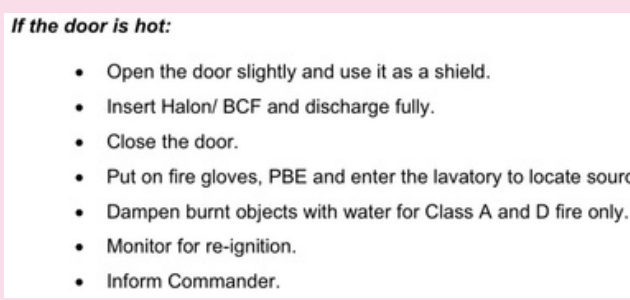 If the door is hot:
• Open the door slightly and use it as a shield.
• Insert Halon/ BCF and discharge fully.
• Close the door.
• Put on fire gloves, PBE and enter the lavatory to locate
• Dampen burnt objects with water for Class A and D fire only.
• Monitor for re-ignition.
• Inform Commander.